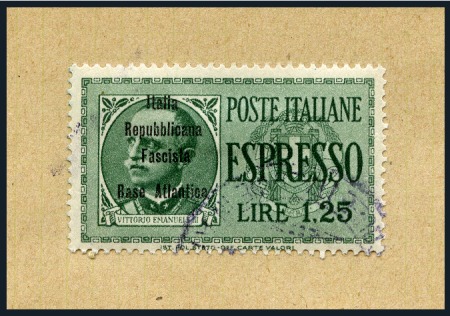 Italia
Repubblicana
Fascista
Base Atlantica
VITTORIO EMANUELE III
POSTE ITALIANE
ESPRESSO
LIRE 1.25
IST. POL. STATO-OFF. CARTE VALORI